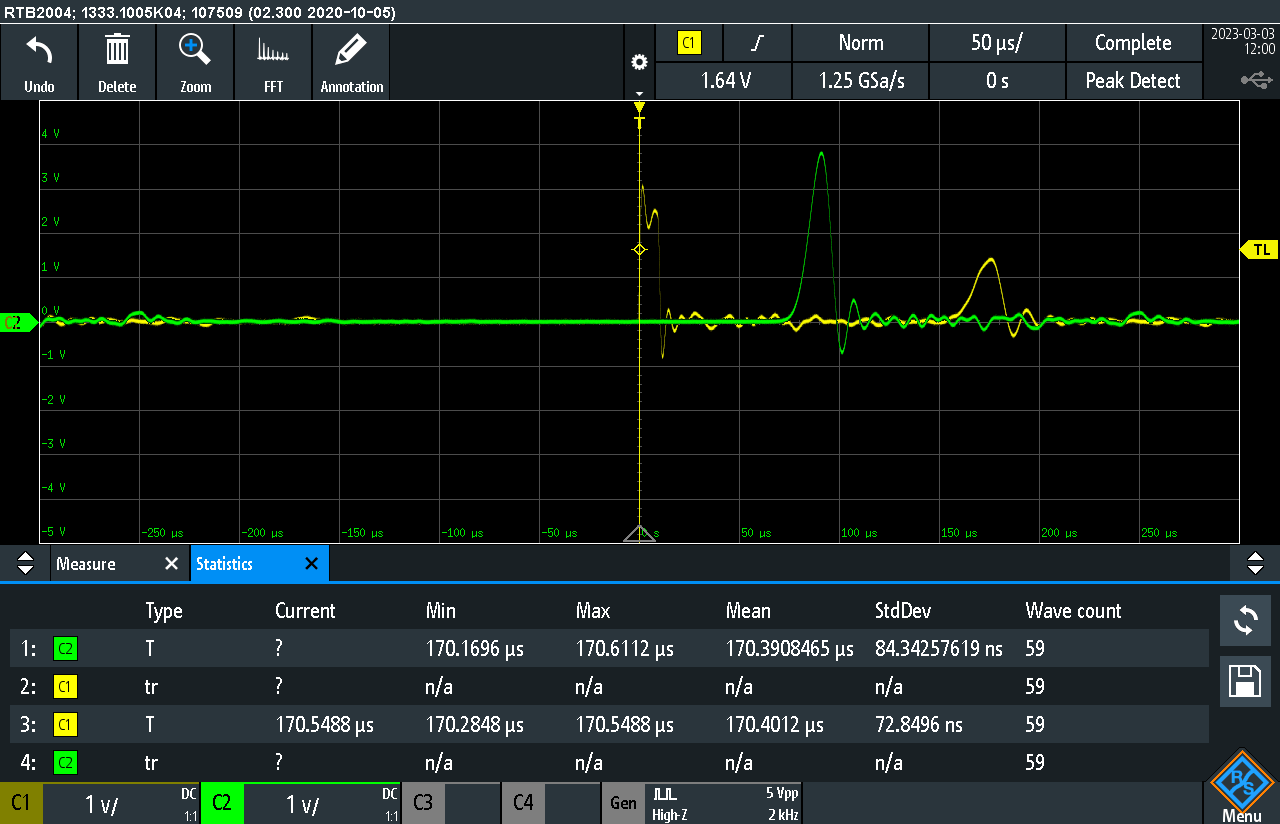 RTB2004; 1333.1005K04; 107509 (02.300 2020-10-05)
Undo
Delete
Zoom
FFT
Annotation
C1
Norm
50 µs/
Complete
1.64 V
1.25 GSa/s
0 s
Peak Detect
2023-03-03
12:00
T
4 V
3 V
2 V
1 V
0 V
-1 V
-2 V
-3 V
-4 V
-5 V
C2
TL
-250 µs
-200 µs
-150 µs
-100 µs
-50 µs
0 s
50 µs
100 µs
150 µs
200 µs
250 µs
Measure
Statistics
Type Current Min Max Mean StdDev Wave count
1: C2 T ? 170.1696 µs 170.6112 µs 170.3908465 µs 84.34257619 ns 59
2: C1 tr ? n/a n/a n/a n/a 59
3: C1 T 170.5488 µs 170.2848 µs 170.5488 µs 170.4012 µs 72.8496 ns 59
4: C2 tr ? n/a n/a n/a n/a 59
C1 1 V/ DC 1:1
C2 1 V/ DC 1:1
C3
C4
Gen High-Z 5 Vpp 2 kHz
R S
Menu